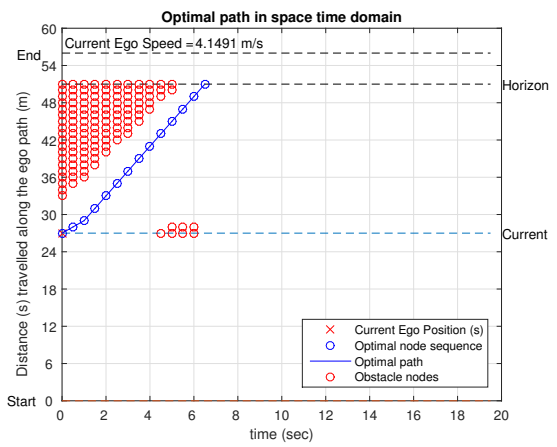 Optimal path in space time domain
60
End
Current Ego Speed =4.1491 m/s
54
Horizon
48
42
36
30
Current
24
18
12
6
Start
0
Distance (s) travelled along the ego path (m)
Current Ego Position (s)
Optimal node sequence
Optimal path
Obstacle nodes
0 2 4 6 8 10 12 14 16 18 20
time (sec)